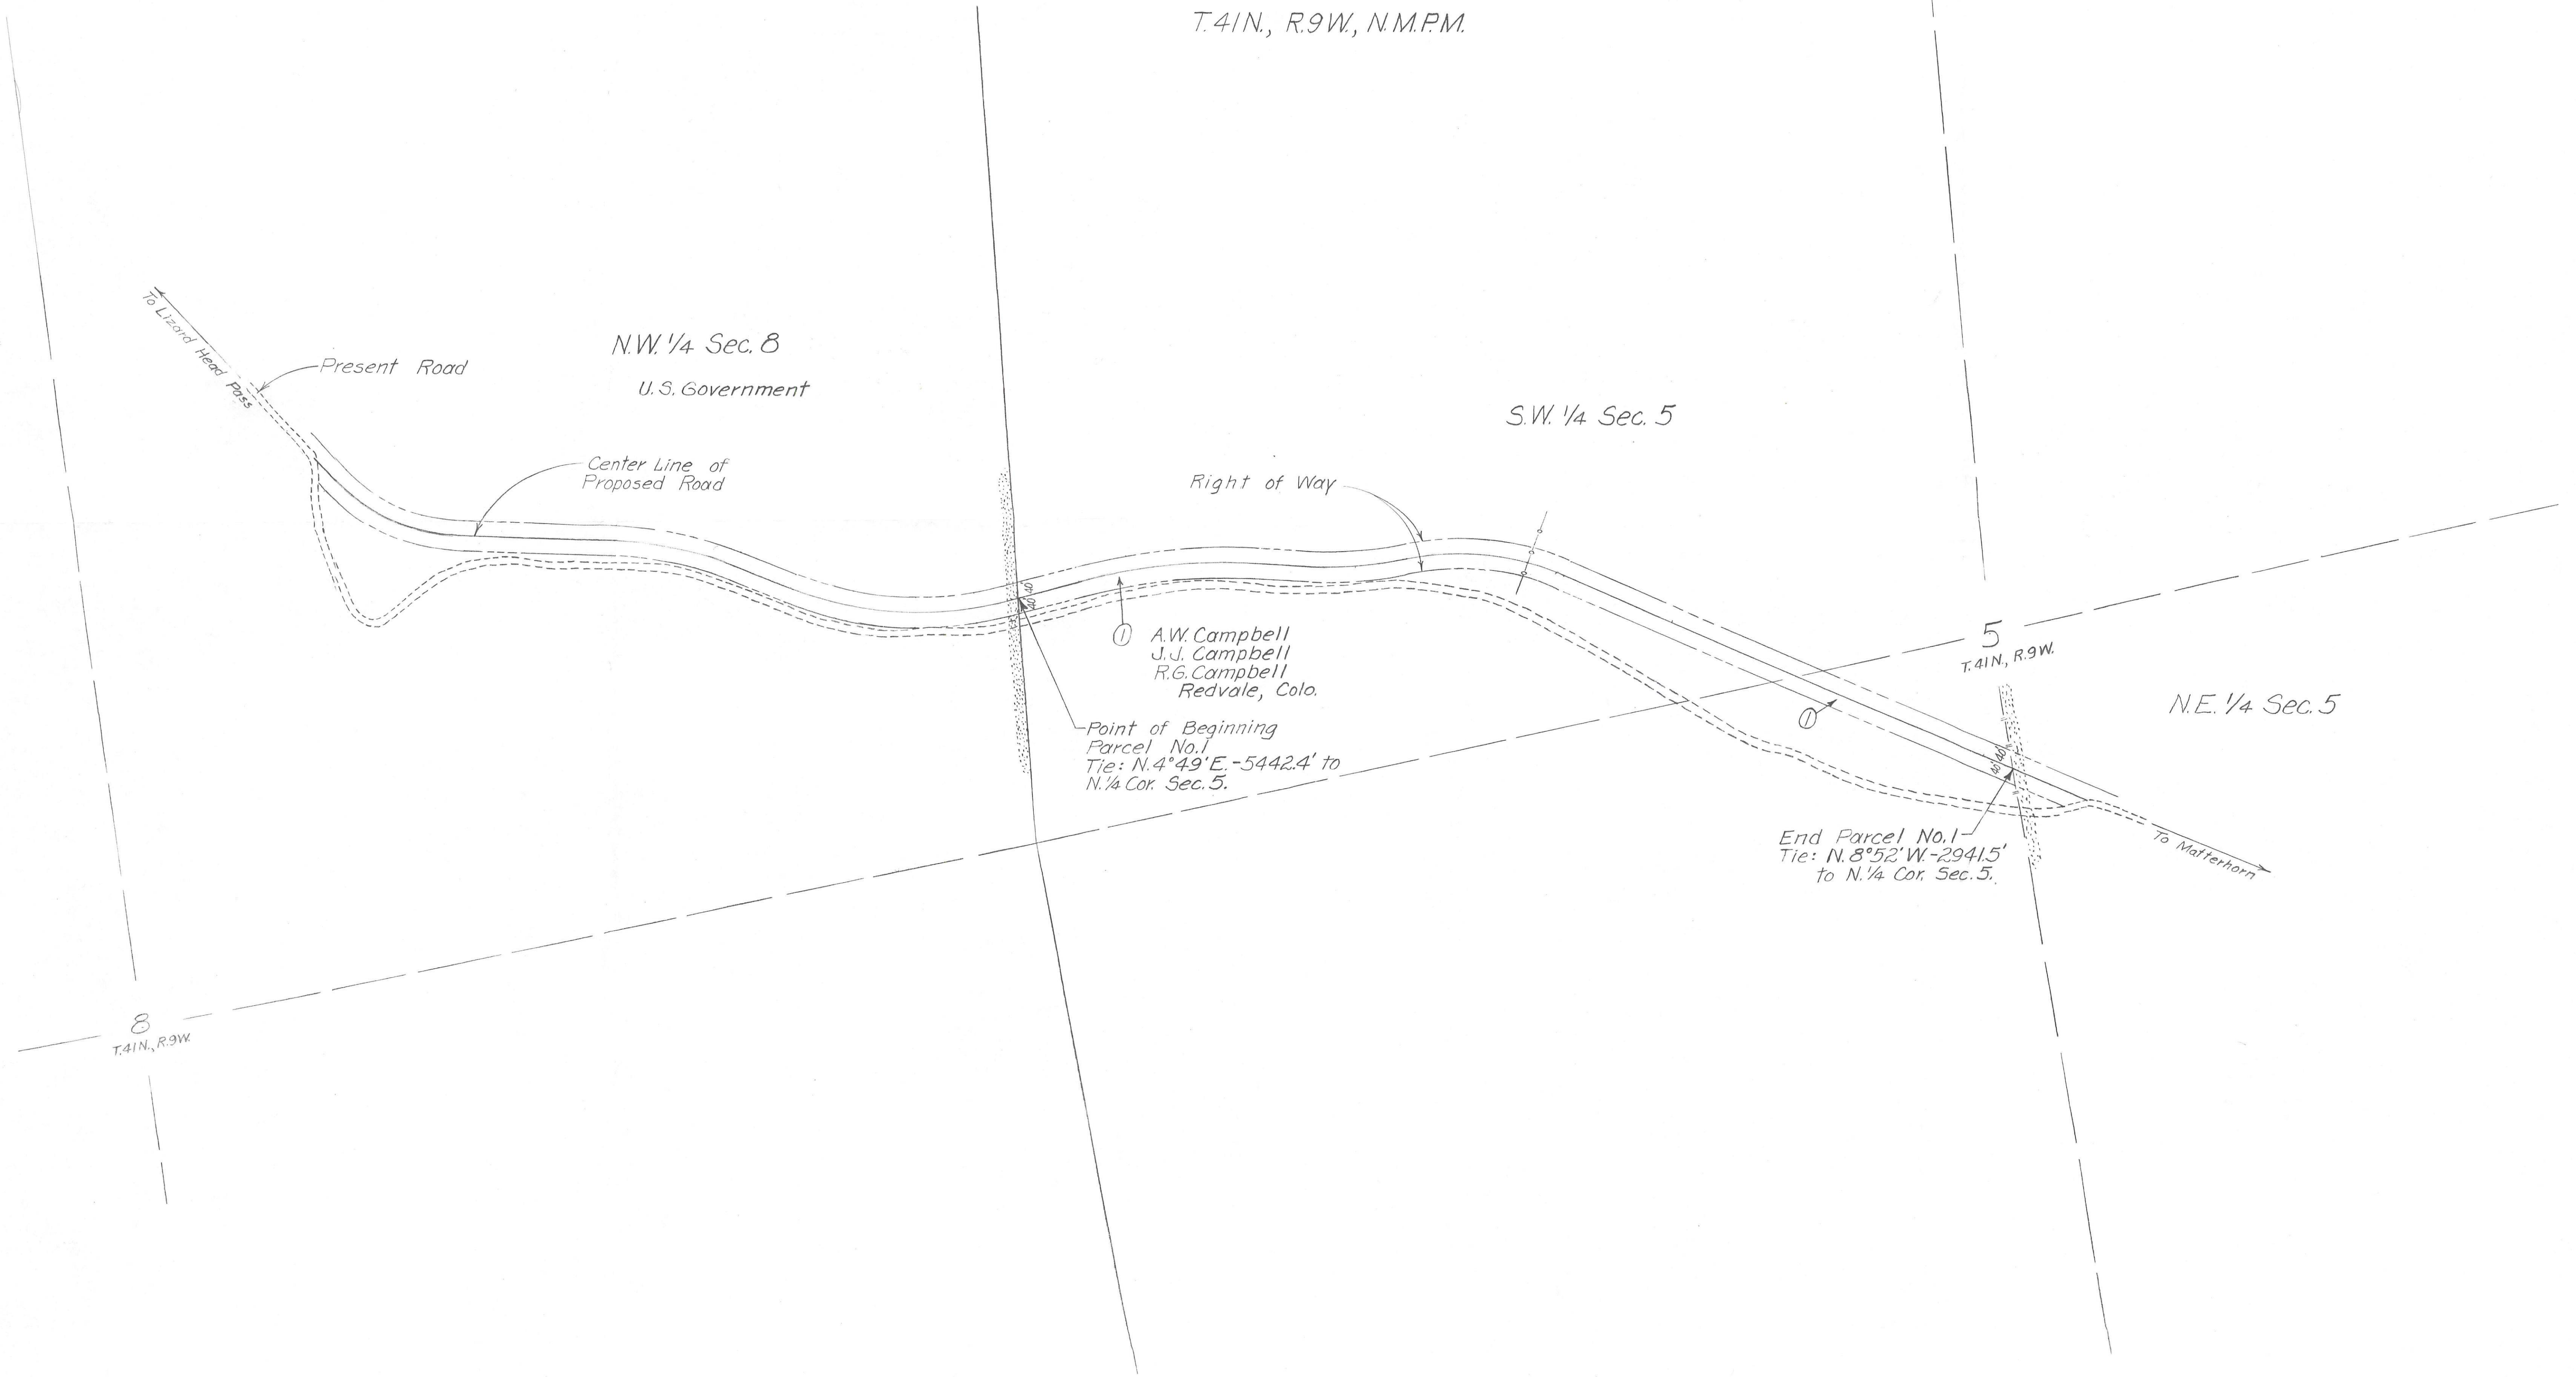 T.41N., R.9W., N.M.P.M.
To Lizard Head Pass
Present Road
N.W. 1/4 Sec. 8
U.S. Government
Center Line of
Proposed Road
S.W. 1/4 Sec. 5
Right of Way
40'
40'
1
A.W. Campbell
J.J. Campbell
R.G. Campbell
Redvale, Colo.
Point of Beginning
Parcel No.1
Tie: N.4°49'E.-5442.4' to
N.1/4 Cor. Sec. 5.
5
T.41N., R.9W.
N.E. 1/4 Sec. 5
1
40'
40'
End Parcel No.1
Tie: N.8°52'W.-2941.5'
to N.1/4 Cor. Sec. 5.
To Matterhorn
8
T.41N., R.9W.